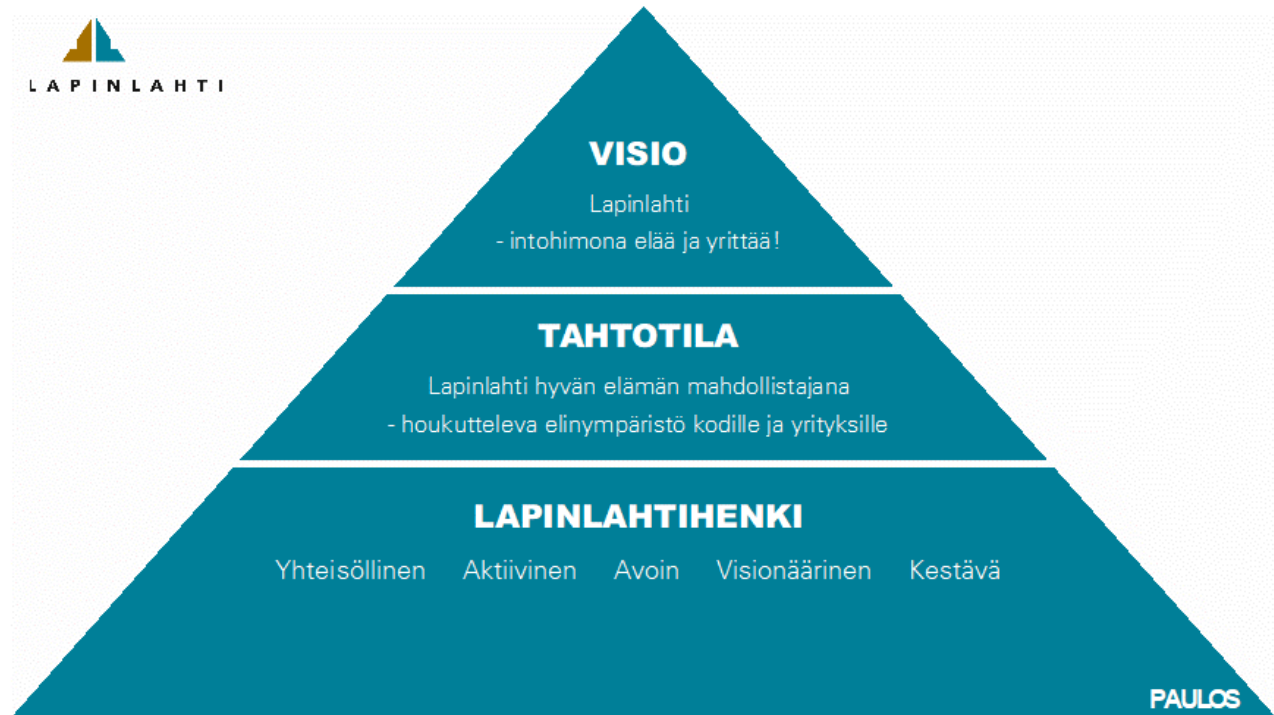 LAPINLAHTI
VISIO
Lapinlahti
- intohimona elää ja yrittää!
TAHTOTILA
Lapinlahti hyvän elämän mahdollistajana
- houkutteleva elinympäristö kodille ja yrityksille
LAPINLAHTIHENKI
Yhteisöllinen Aktiivinen Avoin Visionäärinen Kestävä
PAULOS